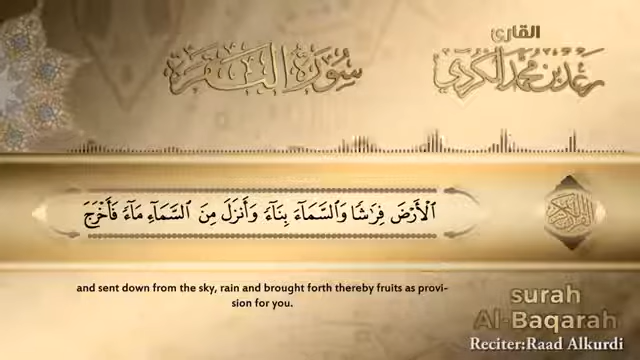 سورة البقرة
القارئ
رعد بن محمد الكردي
ٱلْأَرْضَ فِرَٰشًا وَٱلسَّمَآءَ بِنَآءً وَأَنزَلَ مِنَ ٱلسَّمَآءِ مَآءً فَأَخْرَجَ
القرآن الكريم
and sent down from the sky, rain and brought forth thereby fruits as provi-
sion for you.
surah
Al-Baqarah
Reciter:Raad Alkurdi